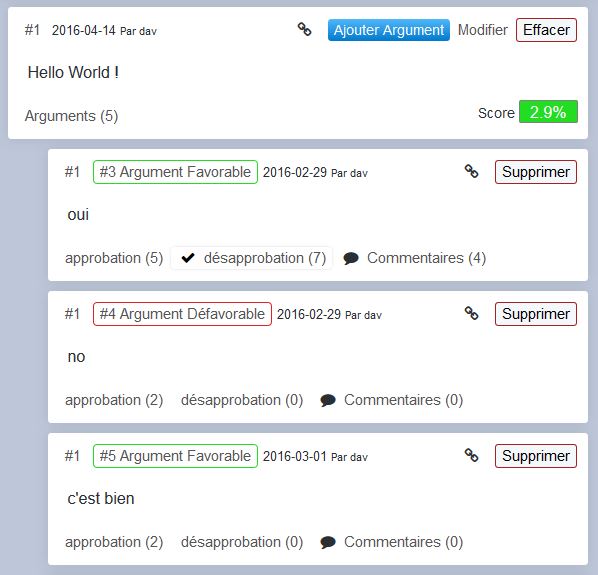 #1 2016-04-14 Par dav Ajouter Argument Modifier Effacer
Hello World !
Arguments (5) Score 2.9%
#1 #3 Argument Favorable 2016-02-29 Par dav Supprimer
oui
approbation (5) désapprobation (7) Commentaires (4)
#1 #4 Argument Défavorable 2016-02-29 Par dav Supprimer
no
approbation (2) désapprobation (0) Commentaires (0)
#1 #5 Argument Favorable 2016-03-01 Par dav Supprimer
c'est bien
approbation (2) désapprobation (0) Commentaires (0)